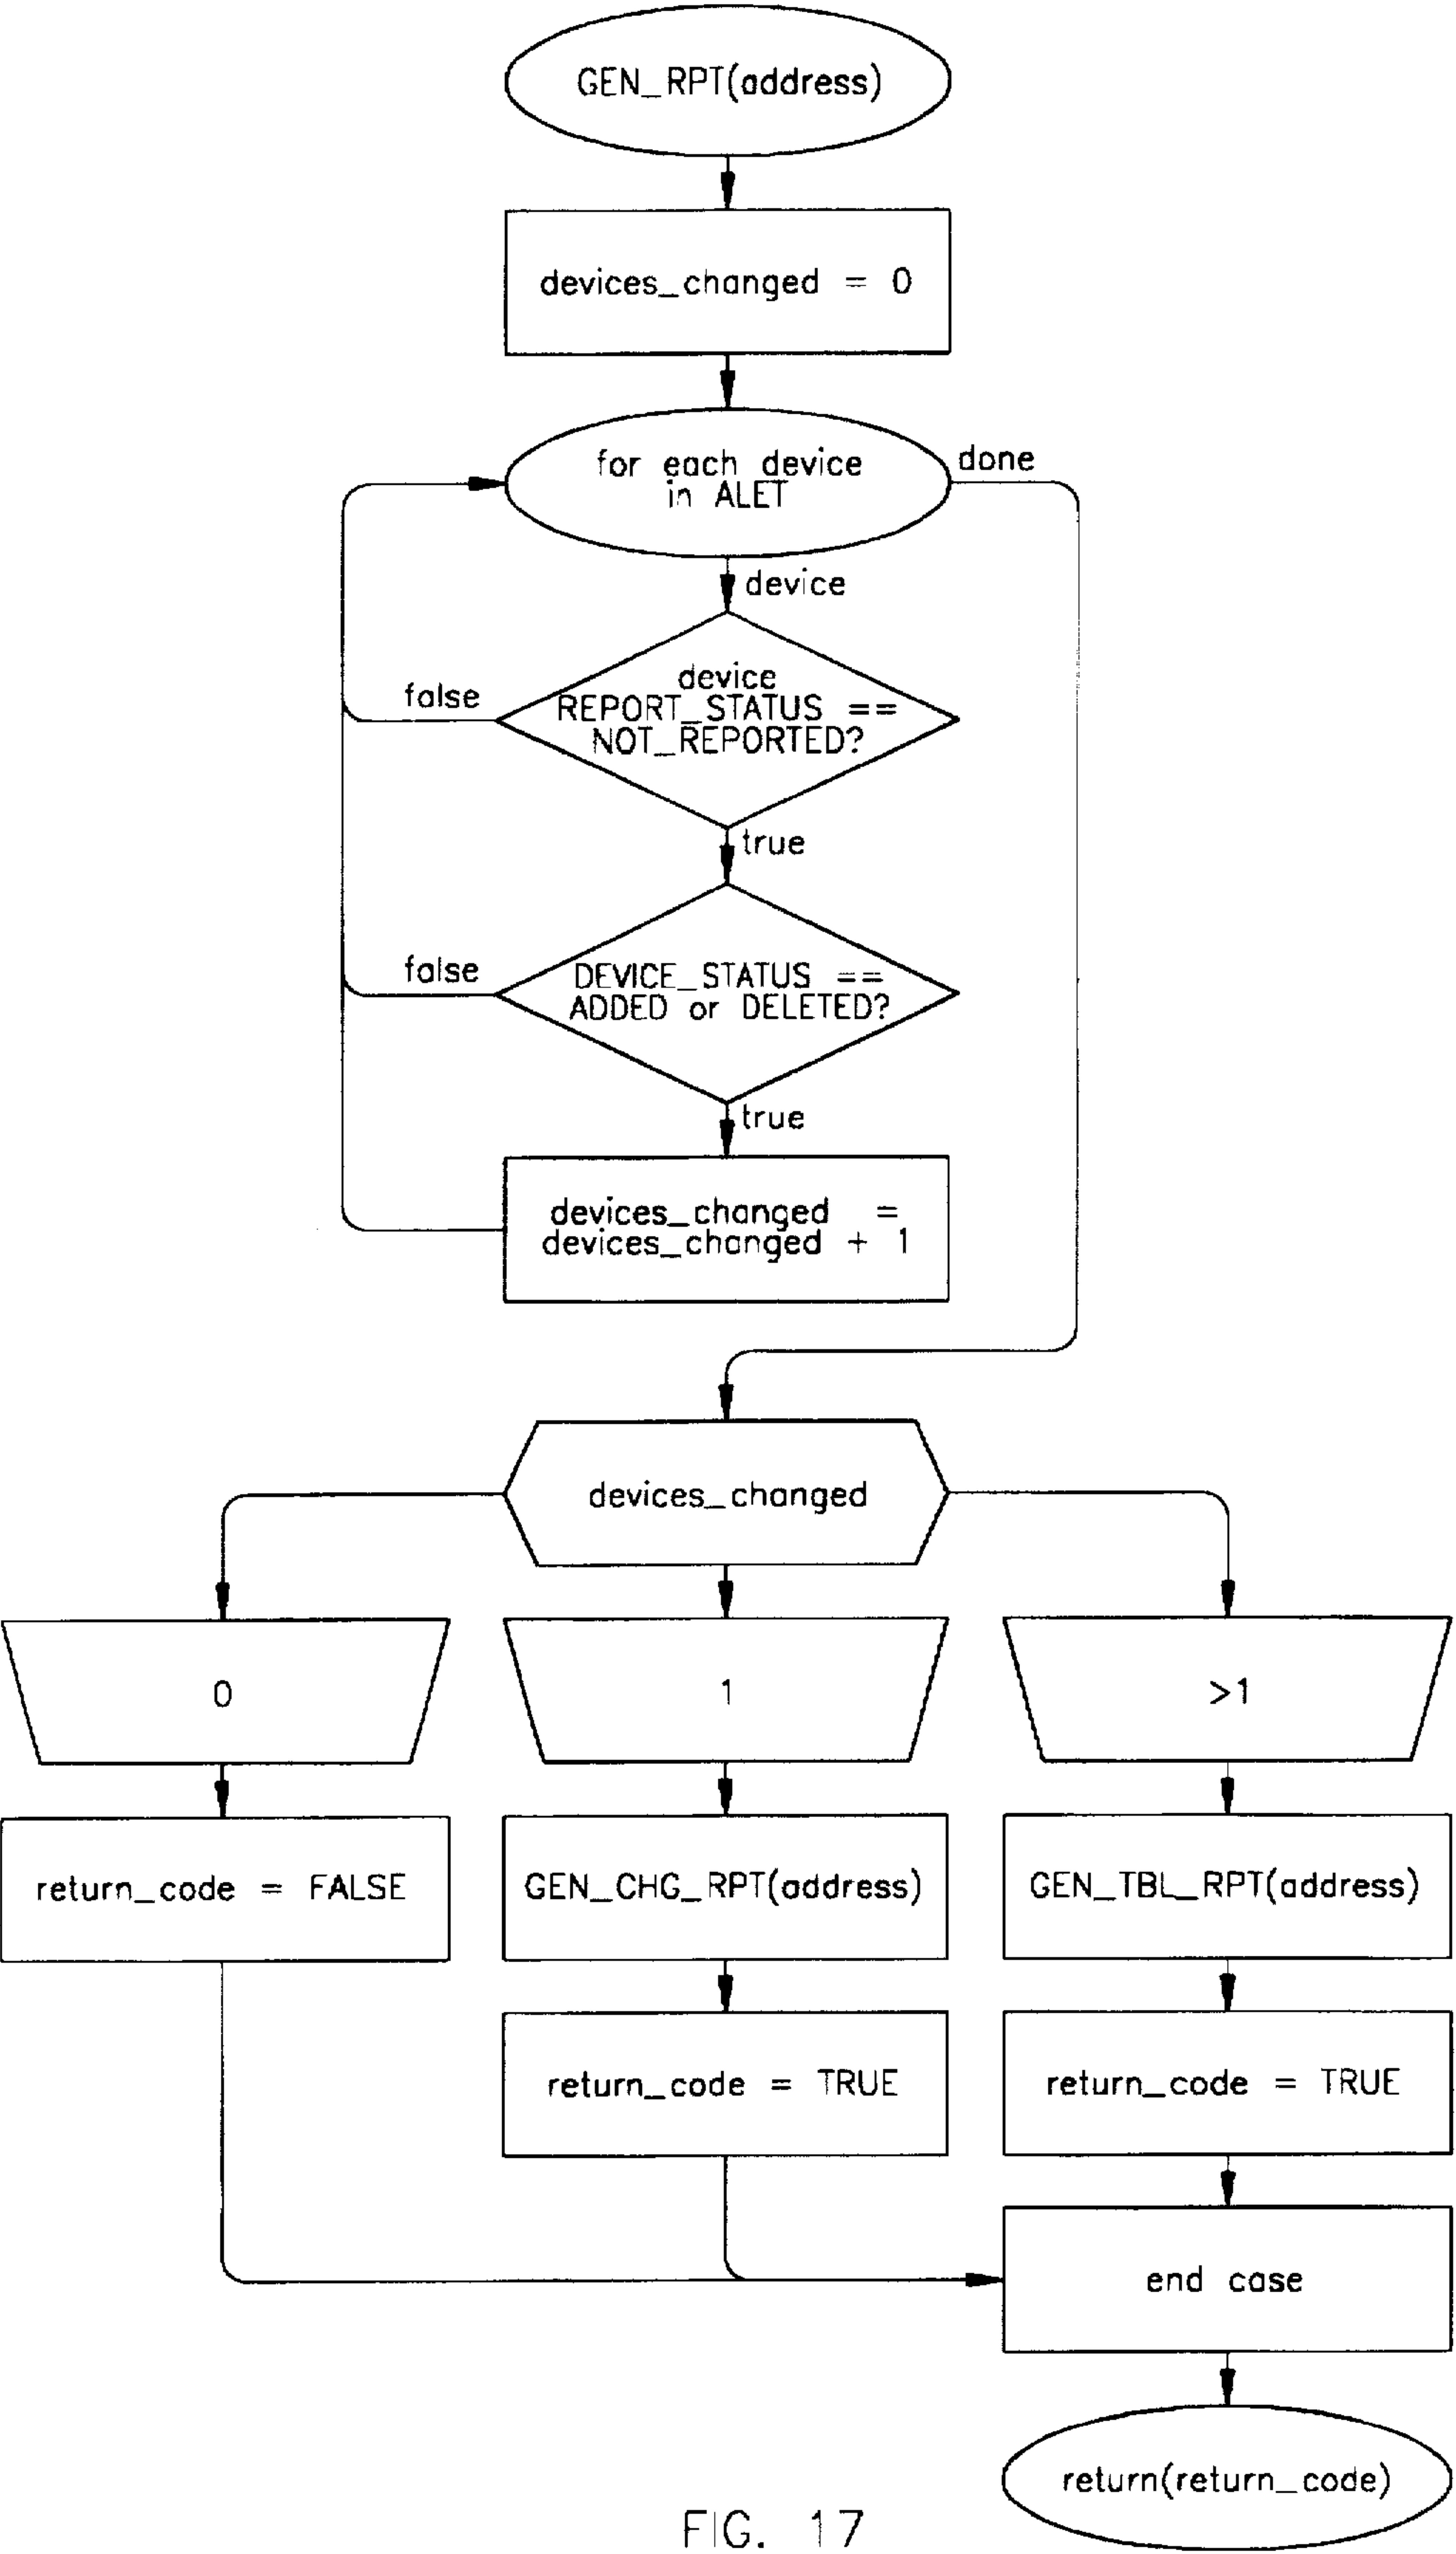 GEN_RPT(address)
devices_changed = 0
for each device
in ALET
done
device
device
REPORT_STATUS ==
NOT_REPORTED?
false
true
DEVICE_STATUS ==
ADDED or DELETED?
false
true
devices_changed =
devices_changed + 1
devices_changed
0
1
>1
return_code = FALSE
GEN_CHG_RPT(address)
GEN_TBL_RPT(address)
return_code = TRUE
return_code = TRUE
end case
return(return_code)
FIG. 17